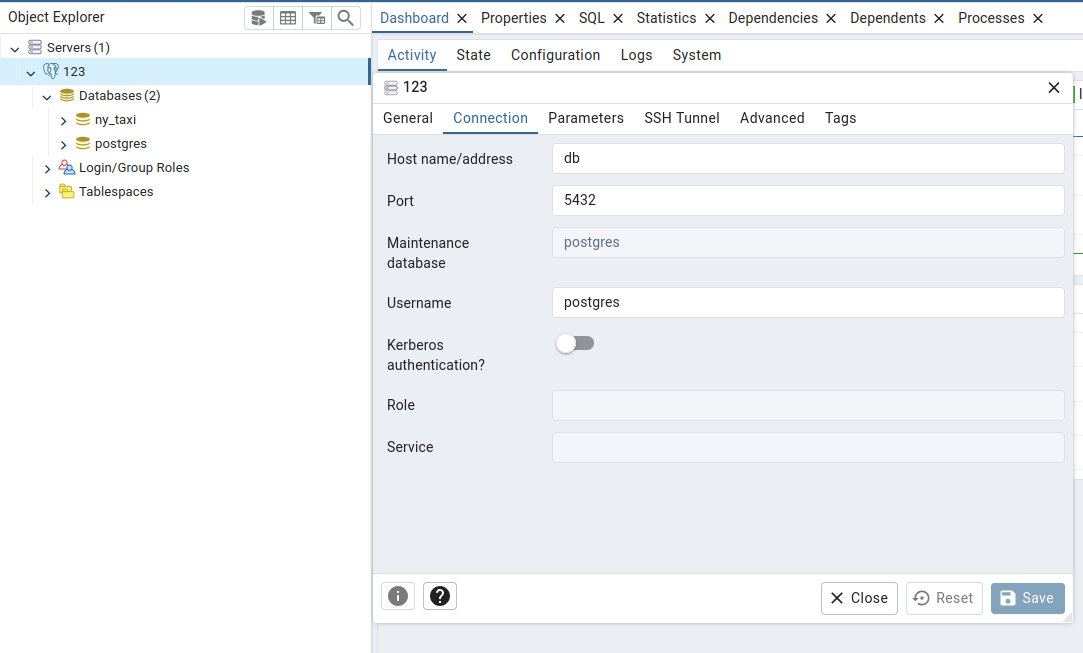 Object Explorer
Servers (1)
123
Databases (2)
ny_taxi
postgres
Login/Group Roles
Tablespaces
Dashboard Properties SQL Statistics Dependencies Dependents Processes
Activity State Configuration Logs System
123
General Connection Parameters SSH Tunnel Advanced Tags
Host name/address db
Port 5432
Maintenance database postgres
Username postgres
Kerberos authentication?
Role
Service
Close Reset Save